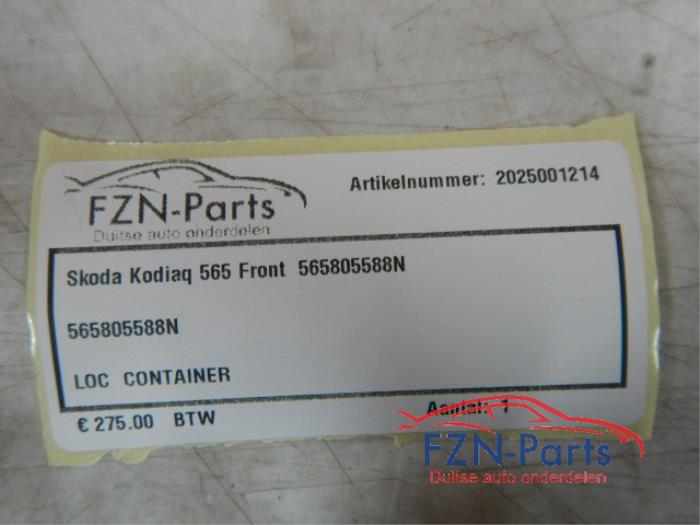 FZN-Parts
Duitse auto onderdelen
Artikelnummer: 2025001214
Skoda Kodiaq 565 Front 565805588N
565805588N
LOC CONTAINER
€ 275.00 BTW
Aantal: 1
FZN-Parts
Duitse auto onderdelen